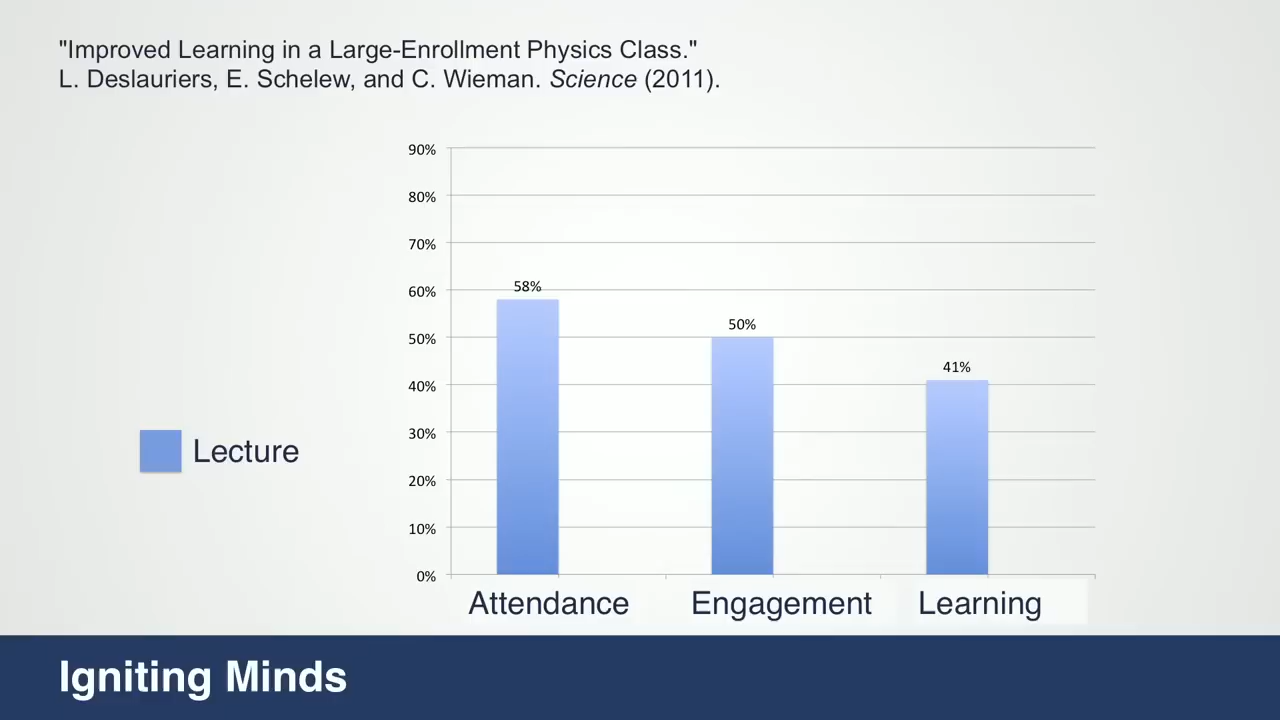 "Improved Learning in a Large-Enrollment Physics Class."
L. Deslauriers, E. Schelew, and C. Wieman. Science (2011).
90%
80%
70%
60%
50%
40%
30%
20%
10%
0%
58%
50%
41%
Lecture
Attendance Engagement Learning
Igniting Minds